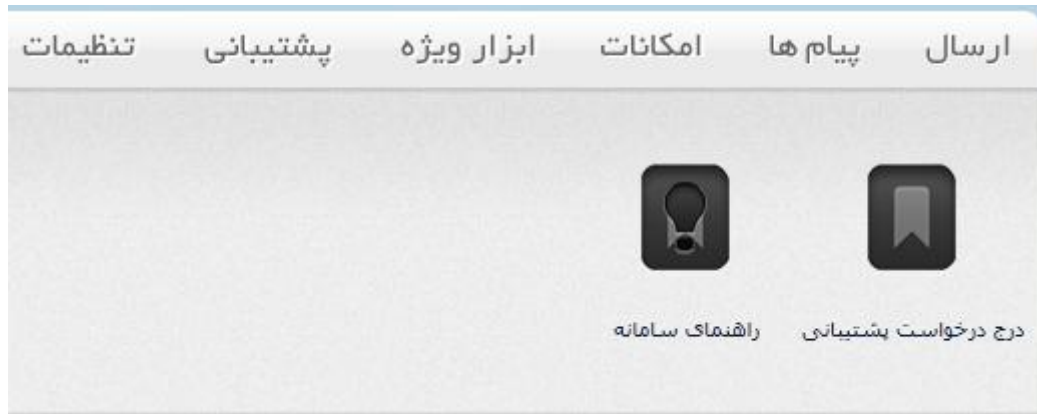 ارسال پیام ها امکانات ابزار ویژه پشتیبانی تنظیمات
درج درخواست پشتیبانی راهنمای سامانه